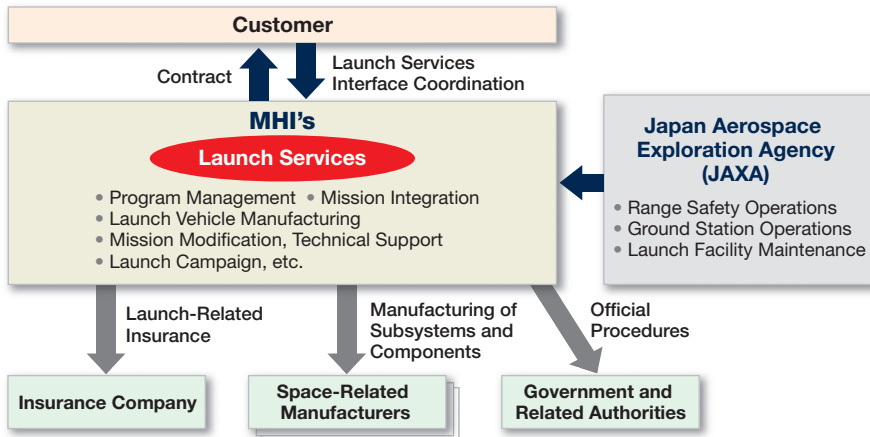 Customer
Contract
Launch Services
Interface Coordination
MHI's
Launch Services
• Program Management • Mission Integration
• Launch Vehicle Manufacturing
• Mission Modification, Technical Support
• Launch Campaign, etc.
Japan Aerospace
Exploration Agency
(JAXA)
• Range Safety Operations
• Ground Station Operations
• Launch Facility Maintenance
Launch-Related
Insurance
Manufacturing of
Subsystems and
Components
Official
Procedures
Insurance Company
Space-Related
Manufacturers
Government and
Related Authorities